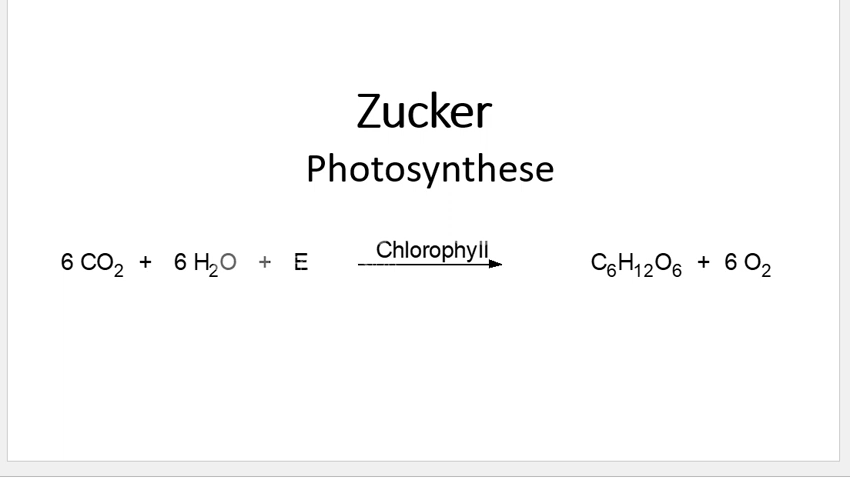 Zucker
Photosynthese
Chlorophyll
6 CO₂ + 6 H₂O + E C₆H₁₂O₆ + 6 O₂